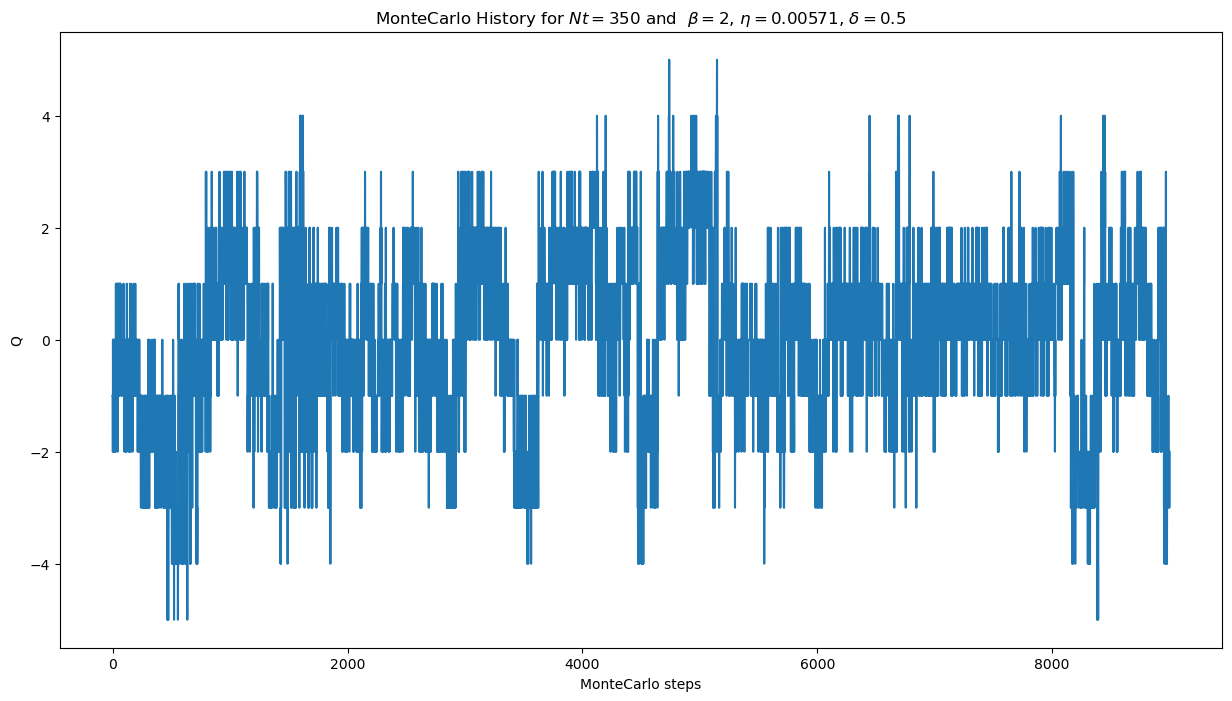 MonteCarlo History for Nt = 350 and β = 2, η = 0.00571, δ = 0.5
4
2
0
−2
−4
Q
0 2000 4000 6000 8000
MonteCarlo steps